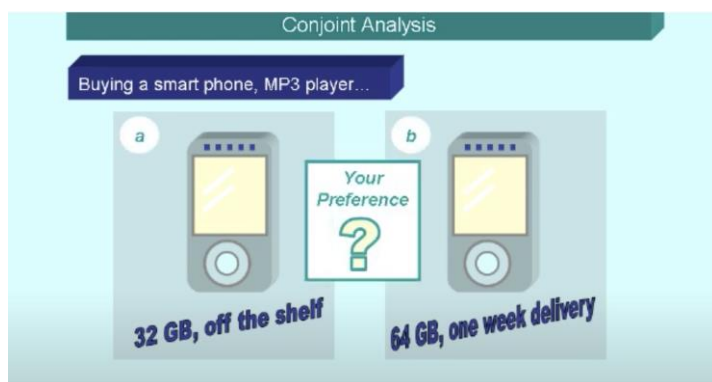 Conjoint Analysis
Buying a smart phone, MP3 player...
a
b
Your
Preference
?
32 GB, off the shelf
64 GB, one week delivery